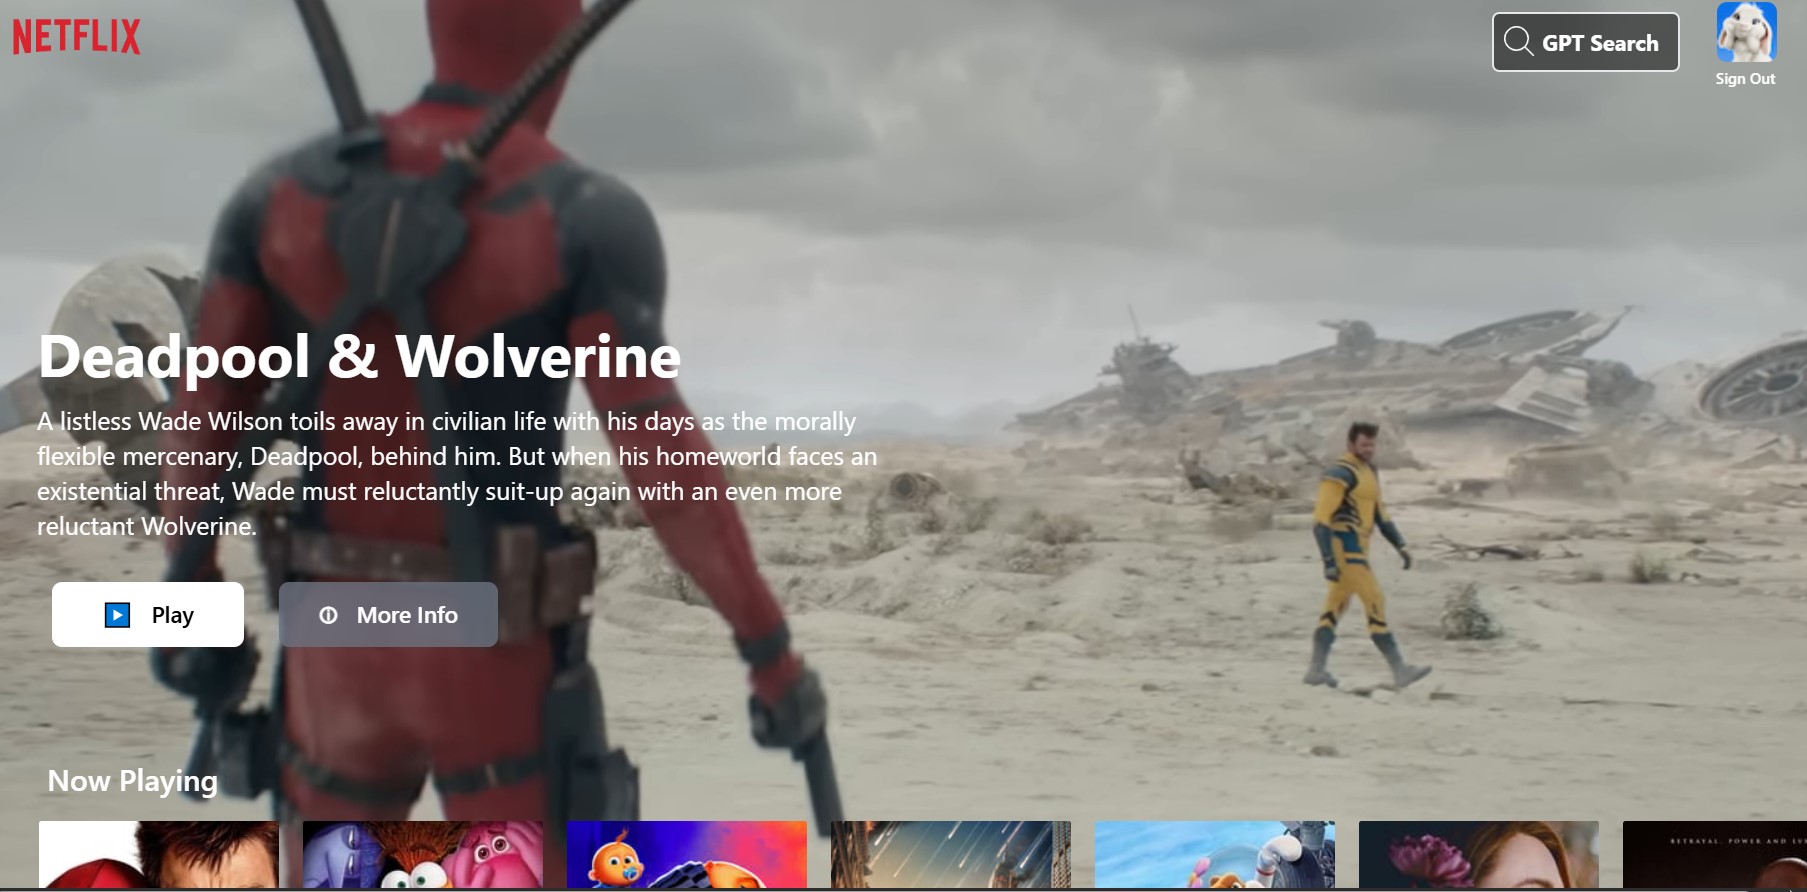 NETFLIX
GPT Search
Sign Out
Deadpool & Wolverine
A listless Wade Wilson toils away in civilian life with his days as the morally
flexible mercenary, Deadpool, behind him. But when his homeworld faces an
existential threat, Wade must reluctantly suit-up again with an even more
reluctant Wolverine.
Play
More Info
Now Playing
BETRAYAL, POWER AND